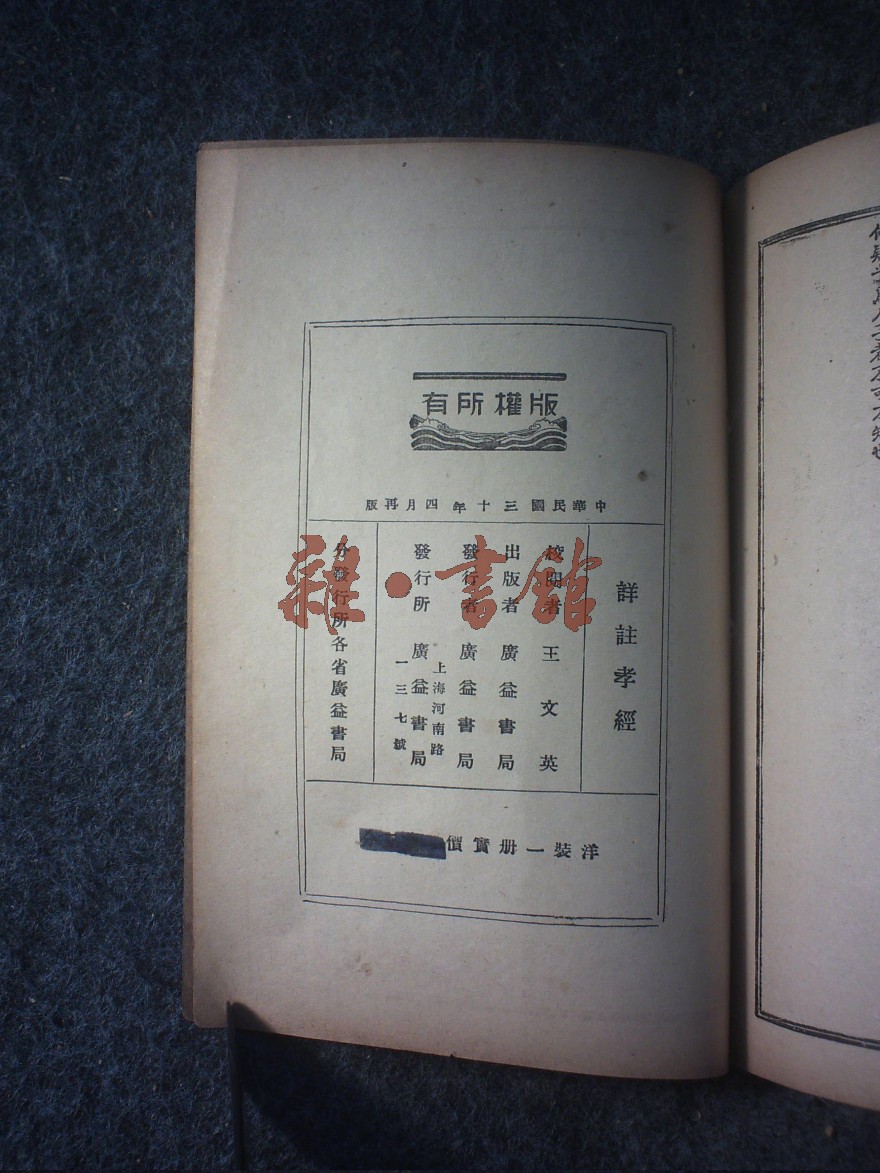 版權所有
中華民國三十年四月再版
詳註孝經
校閱者 王文英
出版者 廣益書局
發行者 廣益書局
發行所 廣益書局
上海河南路
一三七號
分發行所各省廣益書局
洋裝一册實價
雜·書館